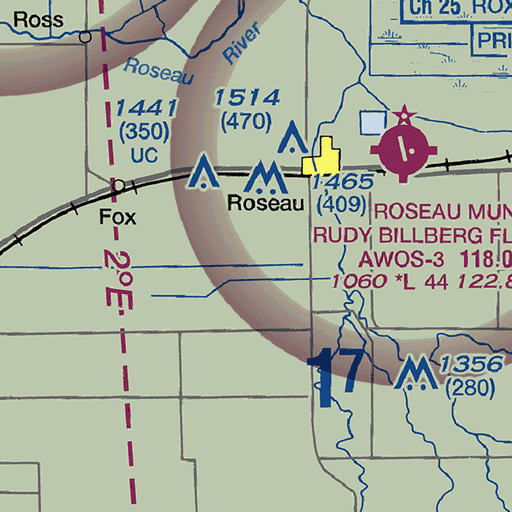 Ross
Ch 25, ROX
PRI
River
Roseau
1441
(350)
UC
1514
(470)
1465
(409)
Roseau
Fox
ROSEAU MUN
RUDY BILLBERG FL
AWOS-3 118.0
1060 *L 44 122.8
2°E
17
1356
(280)